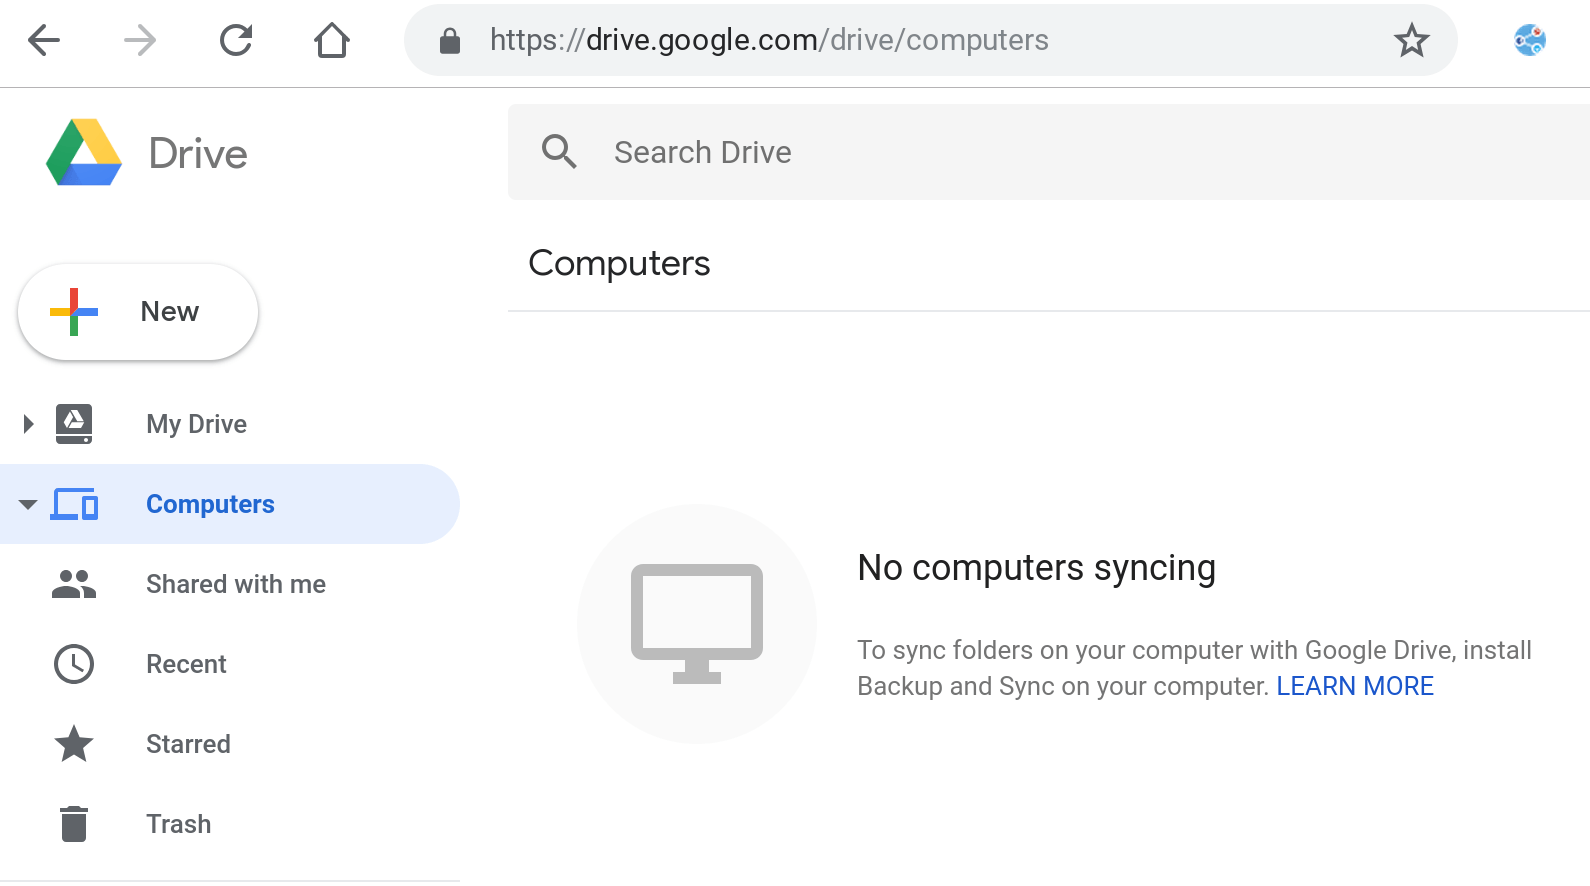 https://drive.google.com/drive/computers
Drive
Search Drive
Computers
New
My Drive
Computers
Shared with me
Recent
Starred
Trash
No computers syncing
To sync folders on your computer with Google Drive, install
Backup and Sync on your computer. LEARN MORE